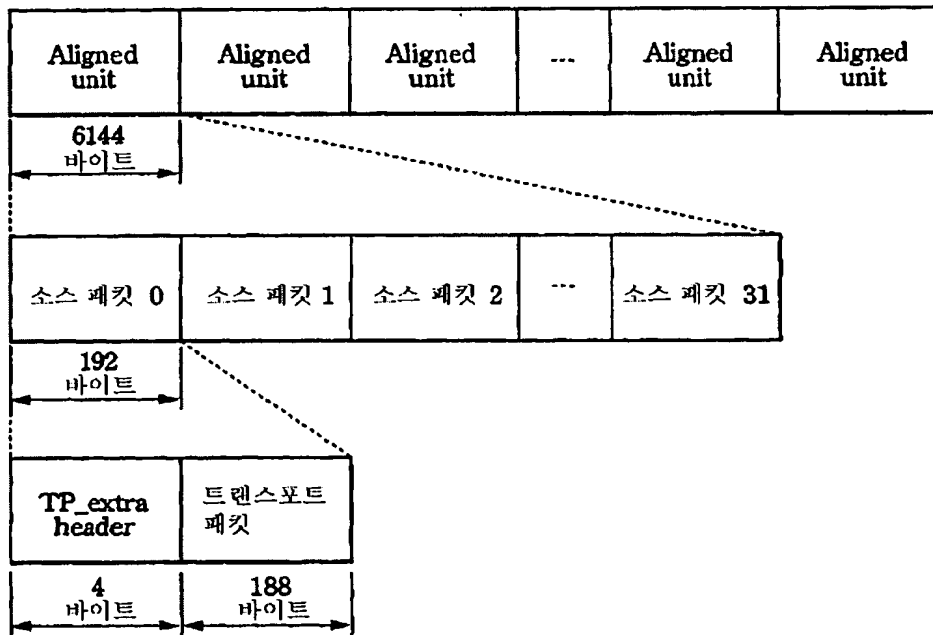 Aligned unit
Aligned unit
Aligned unit
---
Aligned unit
Aligned unit
6144
바이트
소스 패킷 0
소스 패킷 1
소스 패킷 2
---
소스 패킷 31
192
바이트
TP_extra header
트랜스포트 패킷
4
바이트
188
바이트